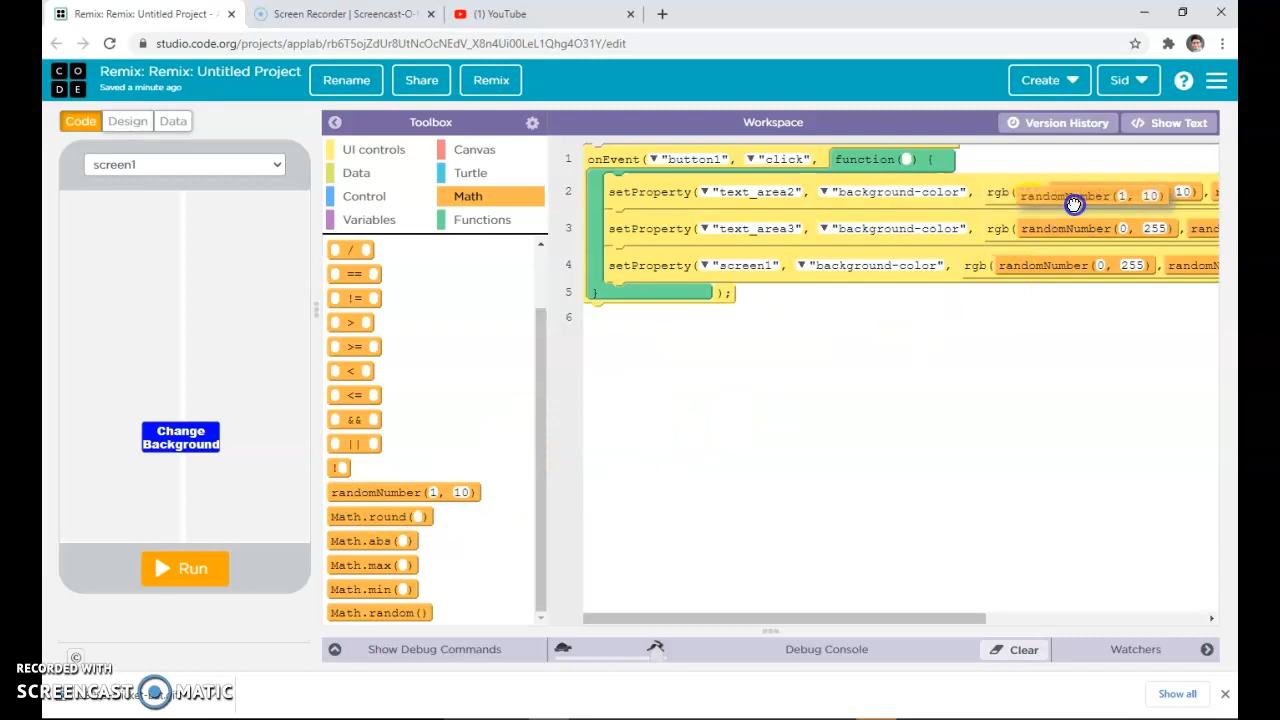 Remix: Remix: Untitled Project -
Screen Recorder | Screencast-O-
(1) YouTube
studio.code.org/projects/applab/rb6T5ojZdUr8UtNcOcNEdV_X8n4Ui00LeL1Qhg4O31Y/edit
CODE
Remix: Remix: Untitled Project
Saved a minute ago
Rename
Share
Remix
Create
Sid
?
Code
Design
Data
Toolbox
Workspace
Version History
</> Show Text
screen1
UI controls
Canvas
Data
Turtle
Control
Math
Variables
Functions
/
==
!=
>
>=
<
<=
&&
||
!
randomNumber(1, 10)
Math.round()
Math.abs()
Math.max()
Math.min()
Math.random()
1 onEvent("button1", "click", function() {
2 setProperty("text_area2", "background-color", rgb(randomNumber(1, 10) 10),
3 setProperty("text_area3", "background-color", rgb(randomNumber(0, 255), rand
4 setProperty("screen1", "background-color", rgb(randomNumber(0, 255), randomN
5 } );
6
Change
Background
Run
©
Show Debug Commands
Debug Console
Clear
Watchers
RECORDED WITH
SCREENCAST MATIC
Show all